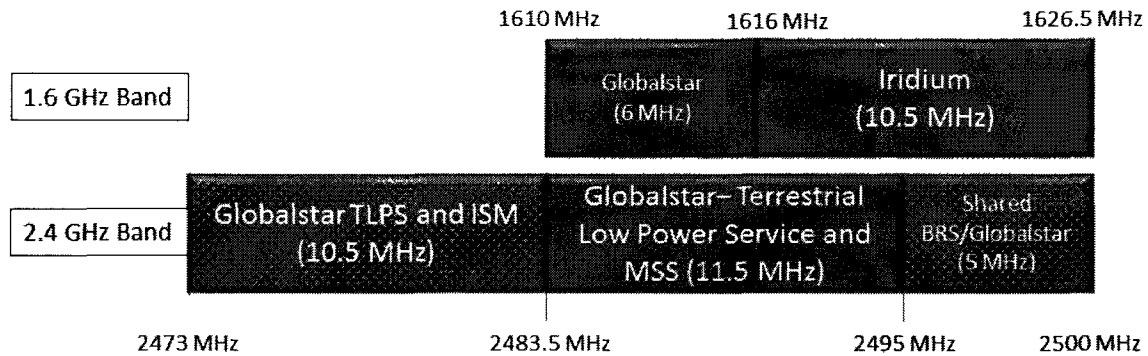 1610 MHz 1616 MHz 1626.5 MHz
1.6 GHz Band
Globalstar
(6 MHz)
Iridium
(10.5 MHz)
2.4 GHz Band
Globalstar TLPS and ISM
(10.5 MHz)
Globalstar– Terrestrial
Low Power Service and
MSS (11.5 MHz)
Shared
BRS/Globalstar
(5 MHz)
2473 MHz 2483.5 MHz 2495 MHz 2500 MHz